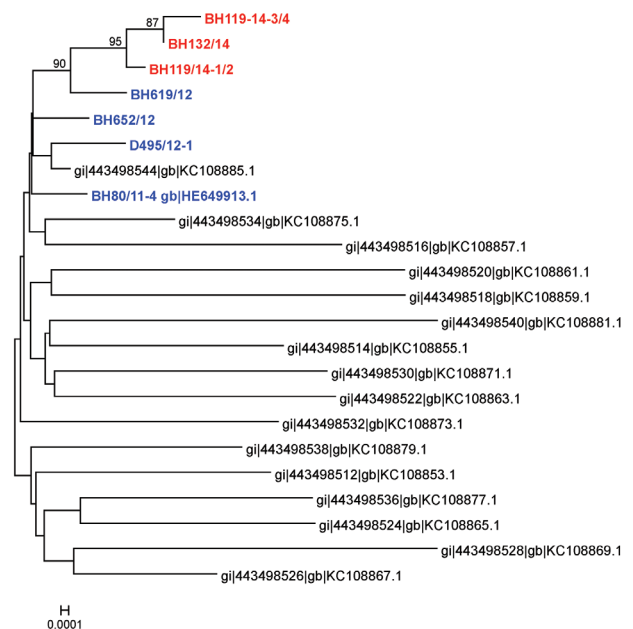 87
BH119-14-3/4
95
BH132/14
90
BH119/14-1/2
BH619/12
BH652/12
D495/12-1
gi|443498544|gb|KC108885.1
BH80/11-4 gb|HE649913.1
gi|443498534|gb|KC108875.1
gi|443498516|gb|KC108857.1
gi|443498520|gb|KC108861.1
gi|443498518|gb|KC108859.1
gi|443498540|gb|KC108881.1
gi|443498514|gb|KC108855.1
gi|443498530|gb|KC108871.1
gi|443498522|gb|KC108863.1
gi|443498532|gb|KC108873.1
gi|443498538|gb|KC108879.1
gi|443498512|gb|KC108853.1
gi|443498536|gb|KC108877.1
gi|443498524|gb|KC108865.1
gi|443498528|gb|KC108869.1
gi|443498526|gb|KC108867.1
0.0001